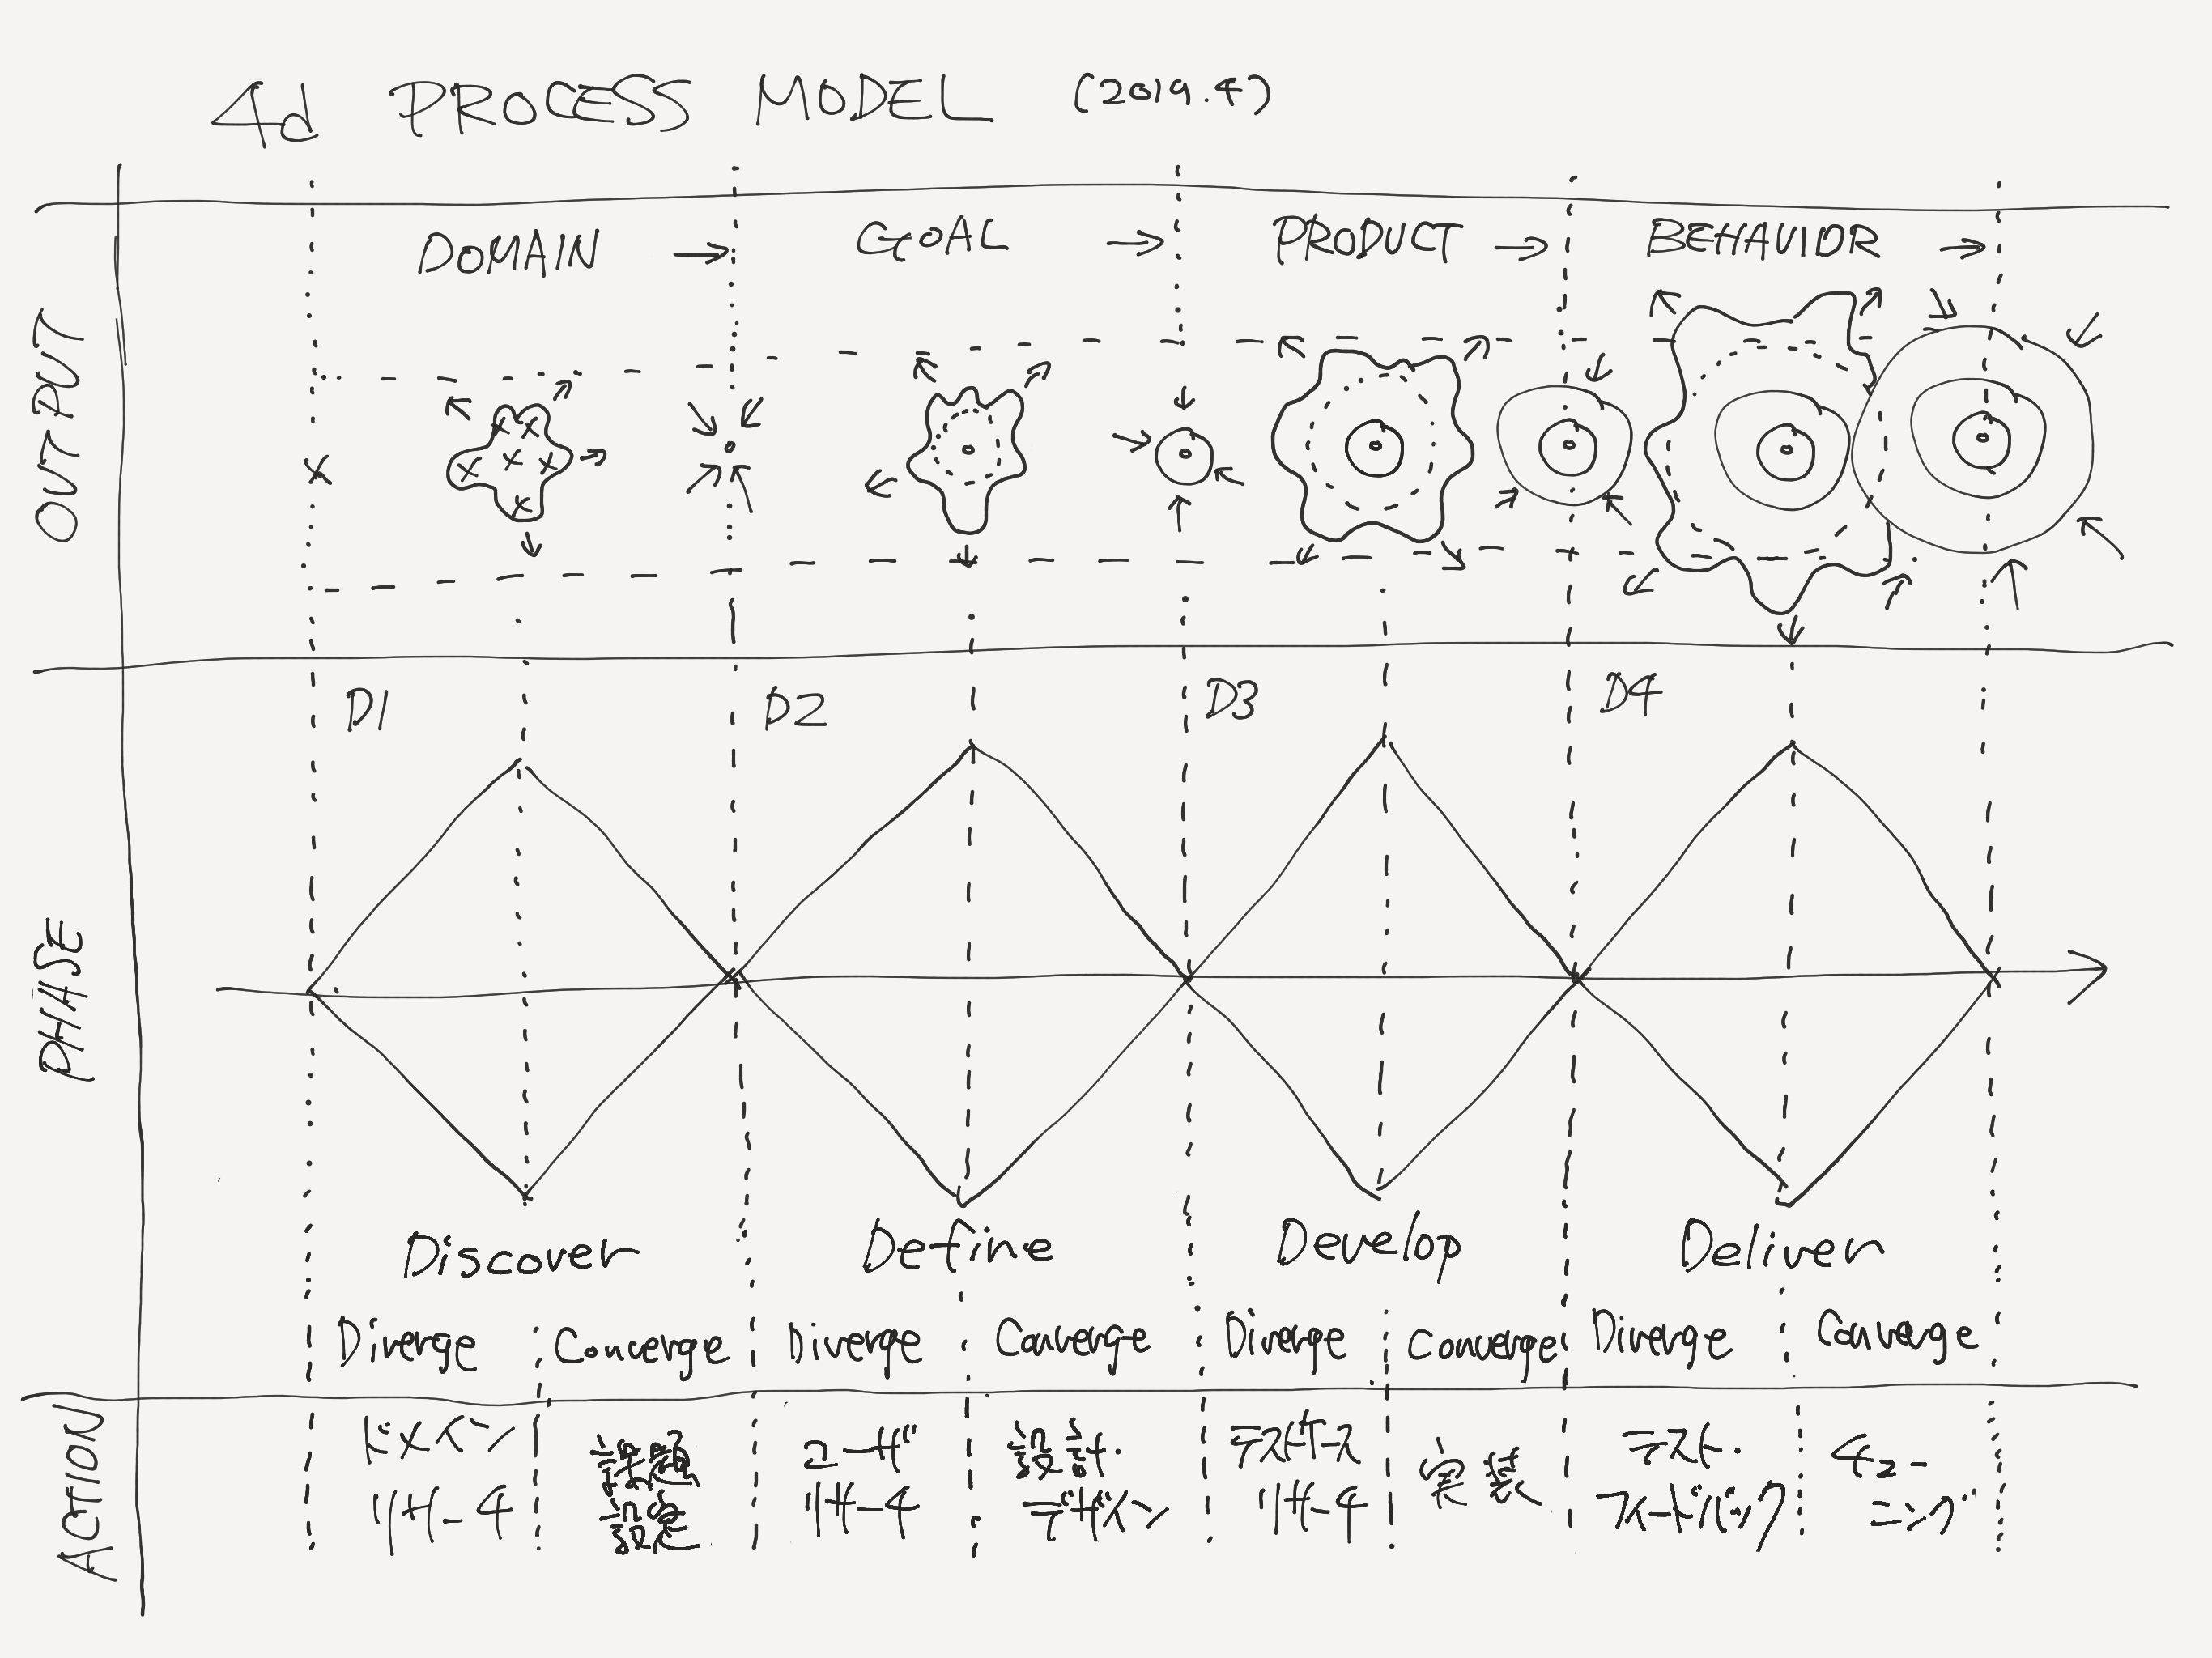 4d PROCESS MODEL (2019.4)
OUTPUT
DOMAIN → GOAL → PRODUCT → BEHAVIOR →
PHASE
D1 D2 D3 D4
Discover Define Develop Deliver
Diverge Converge Diverge Converge Diverge Converge Diverge Converge
ACTION
ドメイン
リサーチ
課題
設定
ユーザ
リサーチ
設計・
デザイン
テストケース
リサーチ
実装
テスト・
フィードバック
チュー
ニング